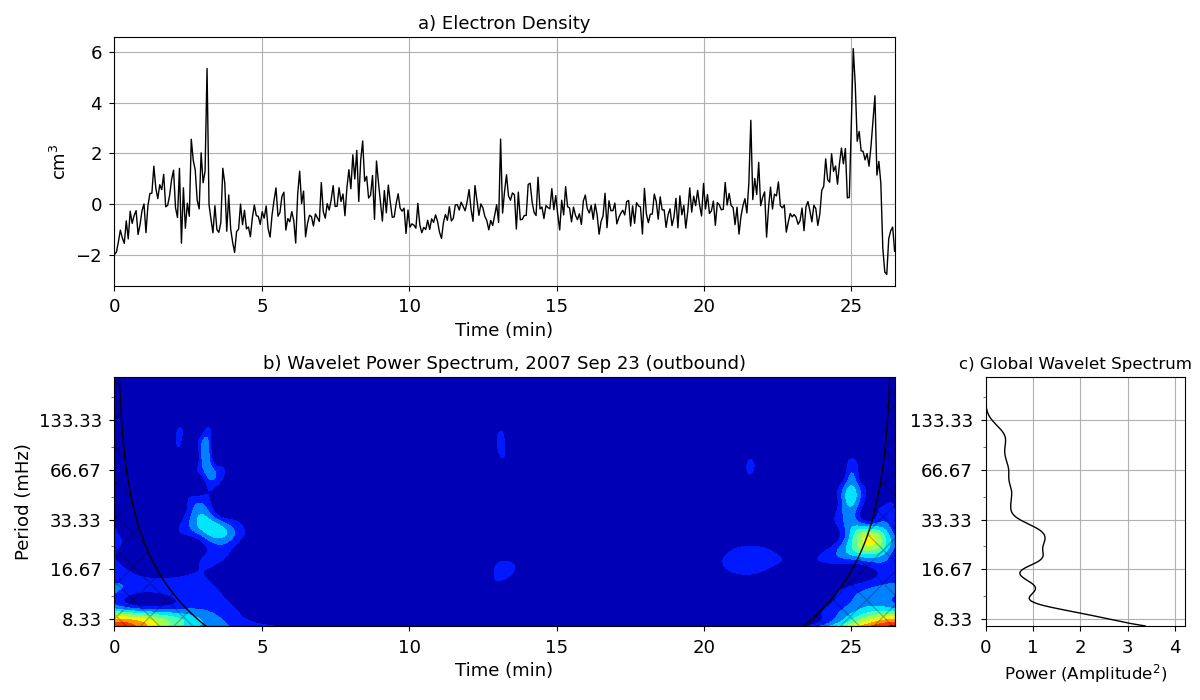 a) Electron Density
6
4
2
0
−2
cm³
0 5 10 15 20 25
Time (min)
b) Wavelet Power Spectrum, 2007 Sep 23 (outbound)
133.33
66.67
33.33
16.67
8.33
Period (mHz)
0 5 10 15 20 25
Time (min)
c) Global Wavelet Spectrum
133.33
66.67
33.33
16.67
8.33
0 1 2 3 4
Power (Amplitude²)